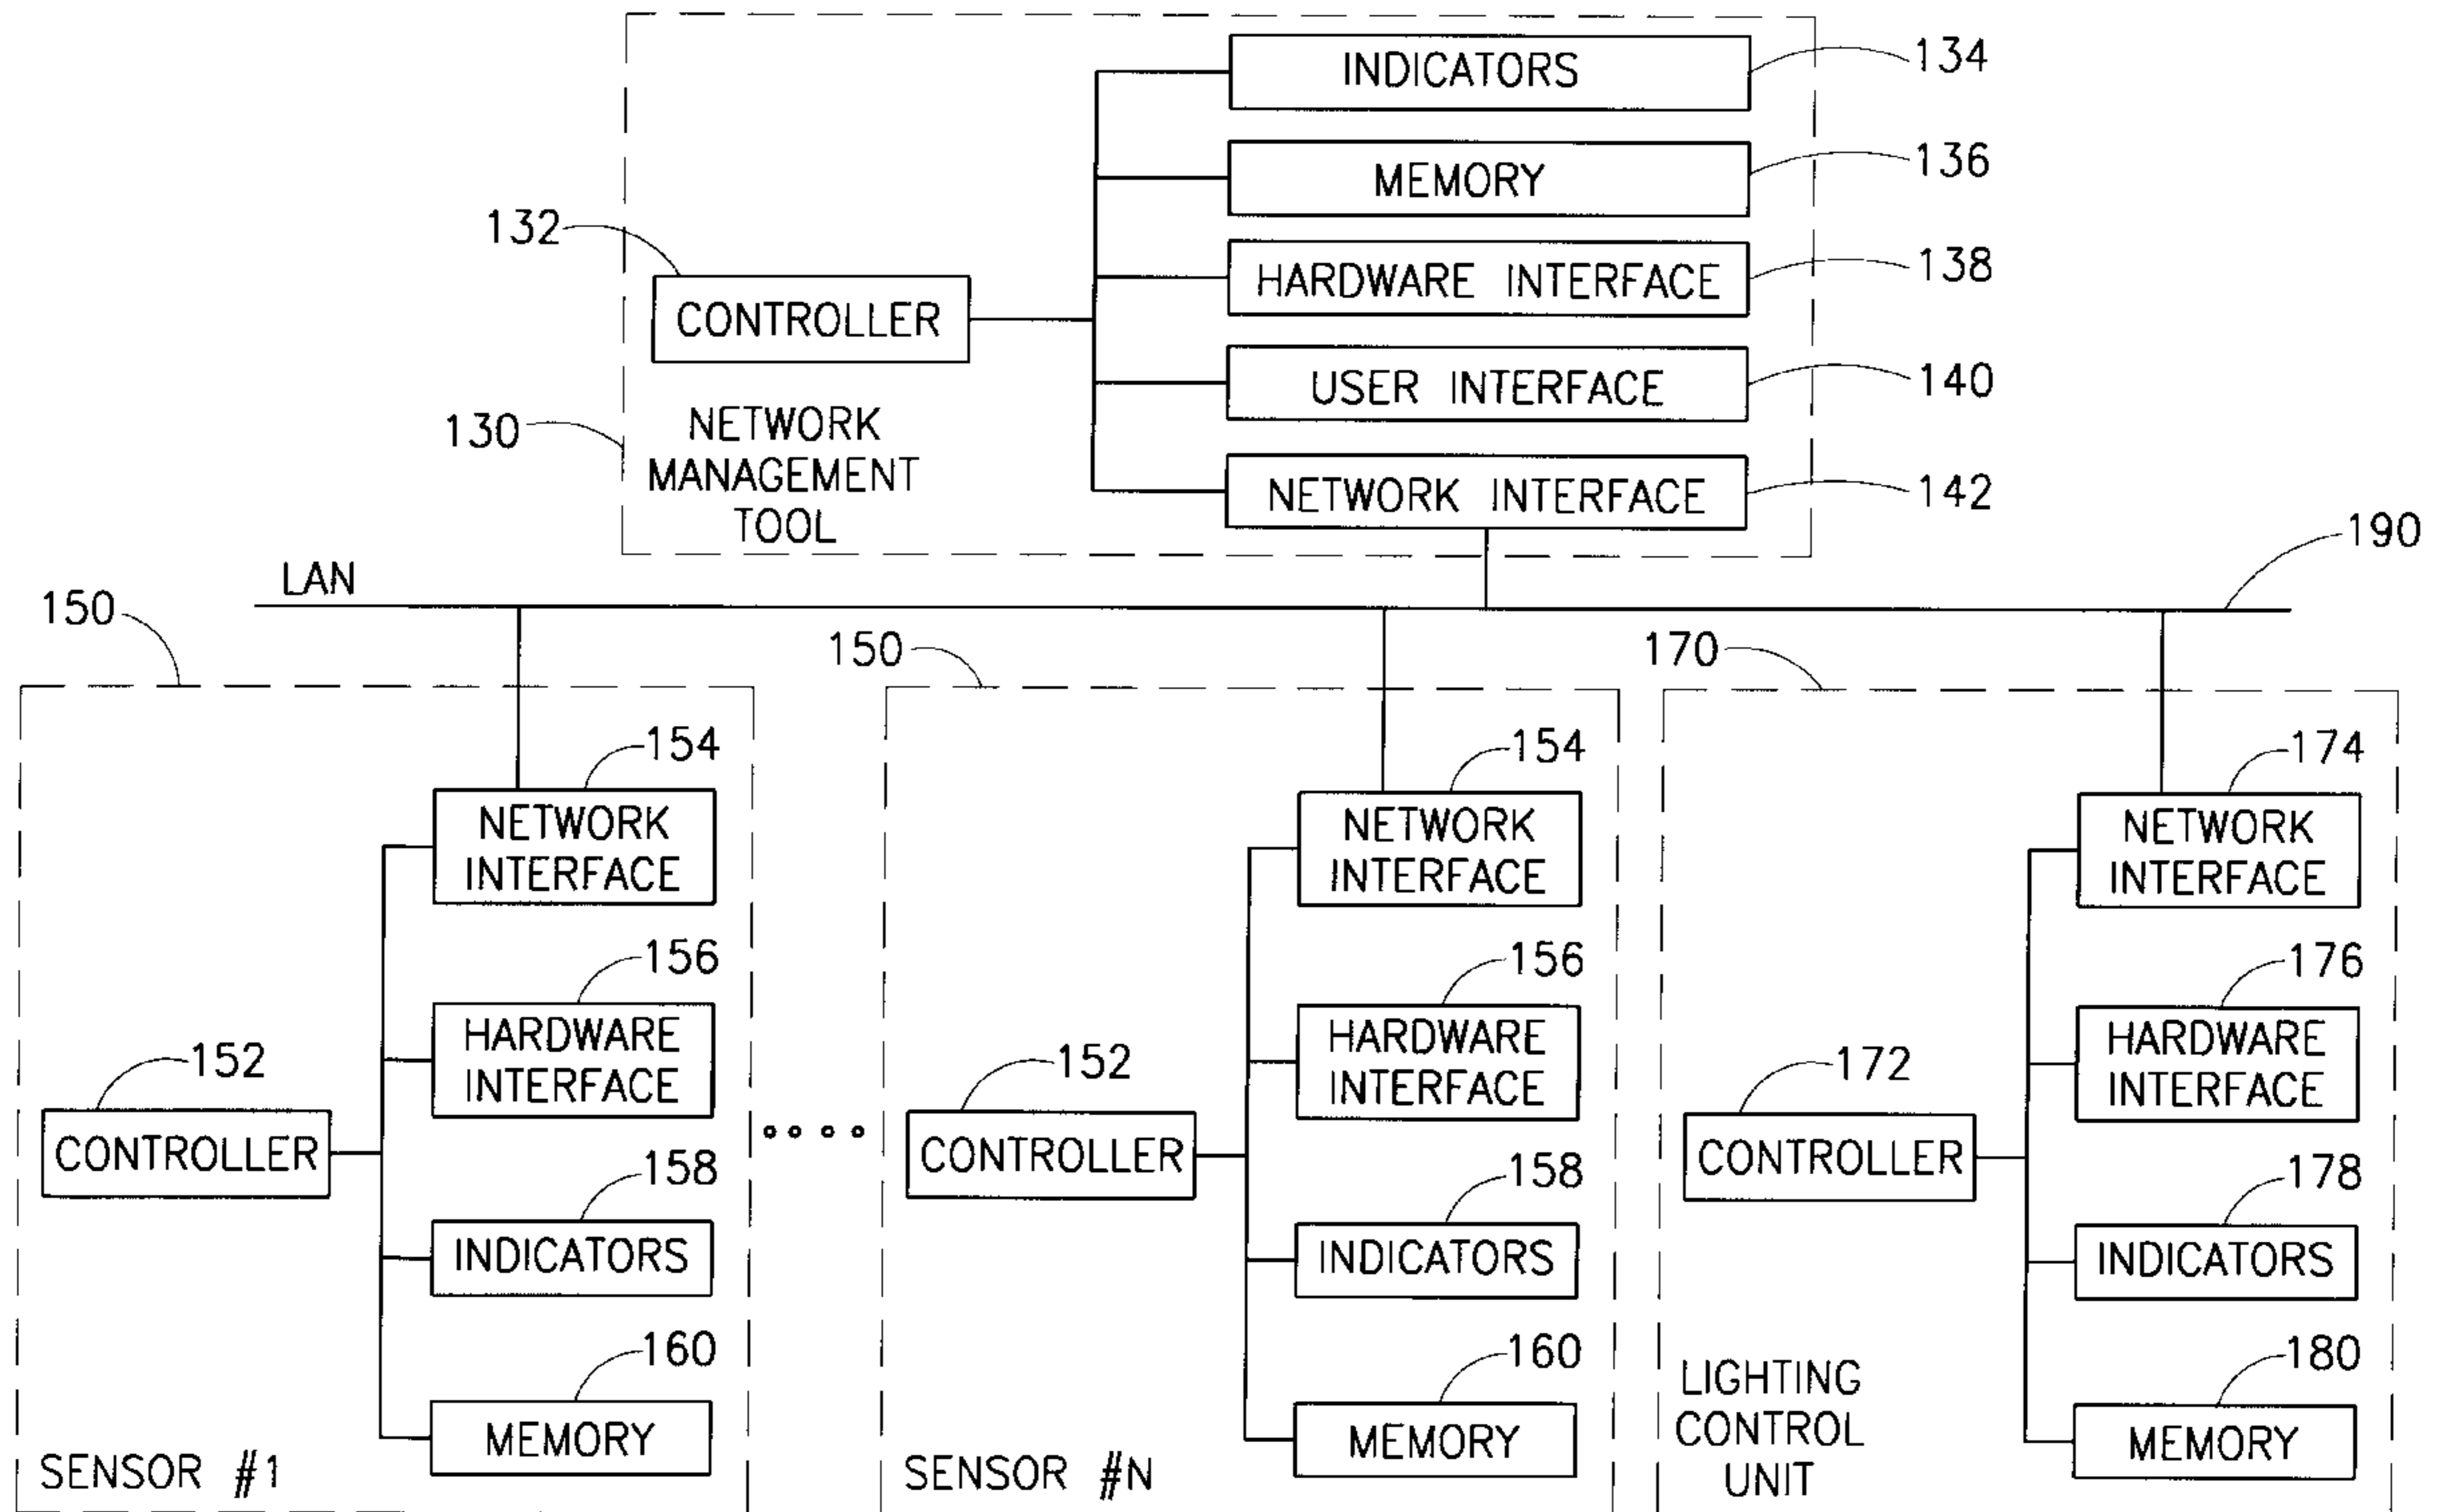 INDICATORS
134
MEMORY
136
132
HARDWARE INTERFACE
138
CONTROLLER
USER INTERFACE
140
130
NETWORK
MANAGEMENT
TOOL
NETWORK INTERFACE
142
190
LAN
150
150
170
154
NETWORK
INTERFACE
156
HARDWARE
INTERFACE
152
CONTROLLER
158
INDICATORS
160
MEMORY
SENSOR #1
154
NETWORK
INTERFACE
156
HARDWARE
INTERFACE
152
CONTROLLER
158
INDICATORS
160
MEMORY
SENSOR #N
174
NETWORK
INTERFACE
176
HARDWARE
INTERFACE
172
CONTROLLER
178
INDICATORS
180
MEMORY
LIGHTING
CONTROL
UNIT